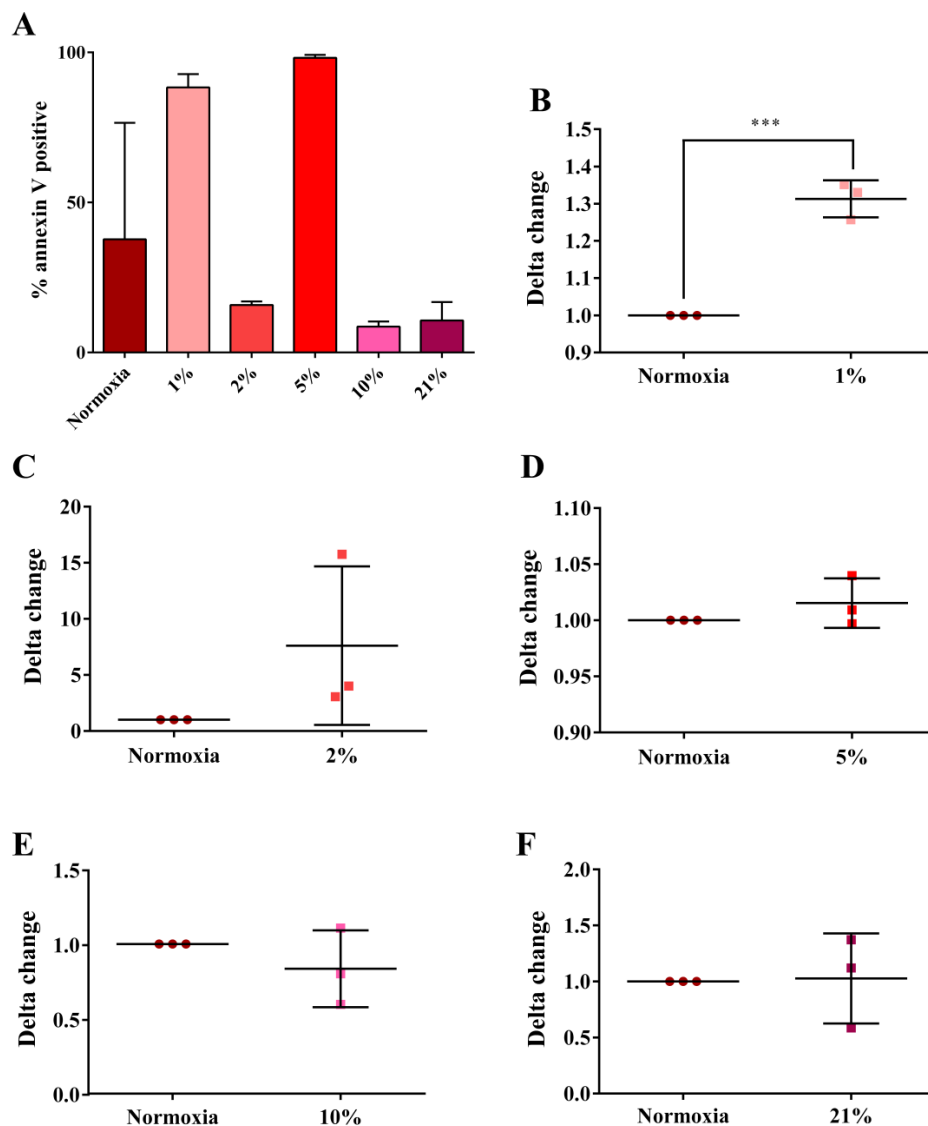 A
% annexin V positive
100
50
0
Normoxia 1% 2% 5% 10% 21%
B
Delta change
1.5
1.4
1.3
1.2
1.1
1.0
0.9
***
Normoxia 1%
C
Delta change
20
15
10
5
0
Normoxia 2%
D
Delta change
1.10
1.05
1.00
0.95
0.90
Normoxia 5%
E
Delta change
1.5
1.0
0.5
0.0
Normoxia 10%
F
Delta change
2.0
1.5
1.0
0.5
0.0
Normoxia 21%